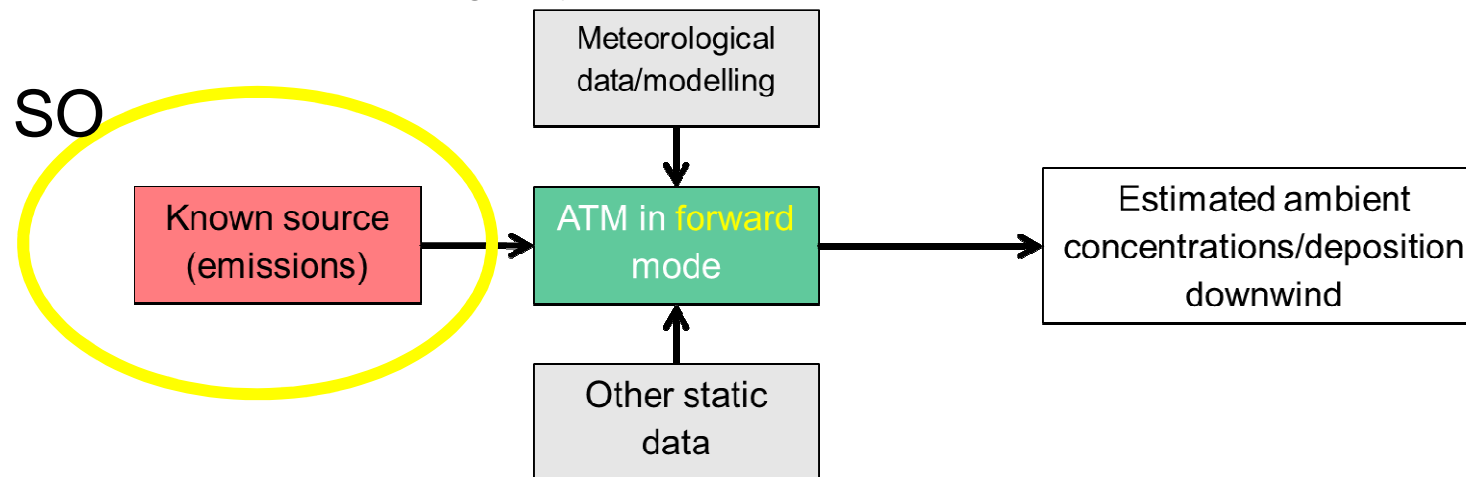 Meteorological
data/modelling
SO
Known source
(emissions)
ATM in forward
mode
Estimated ambient
concentrations/deposition
downwind
Other static
data